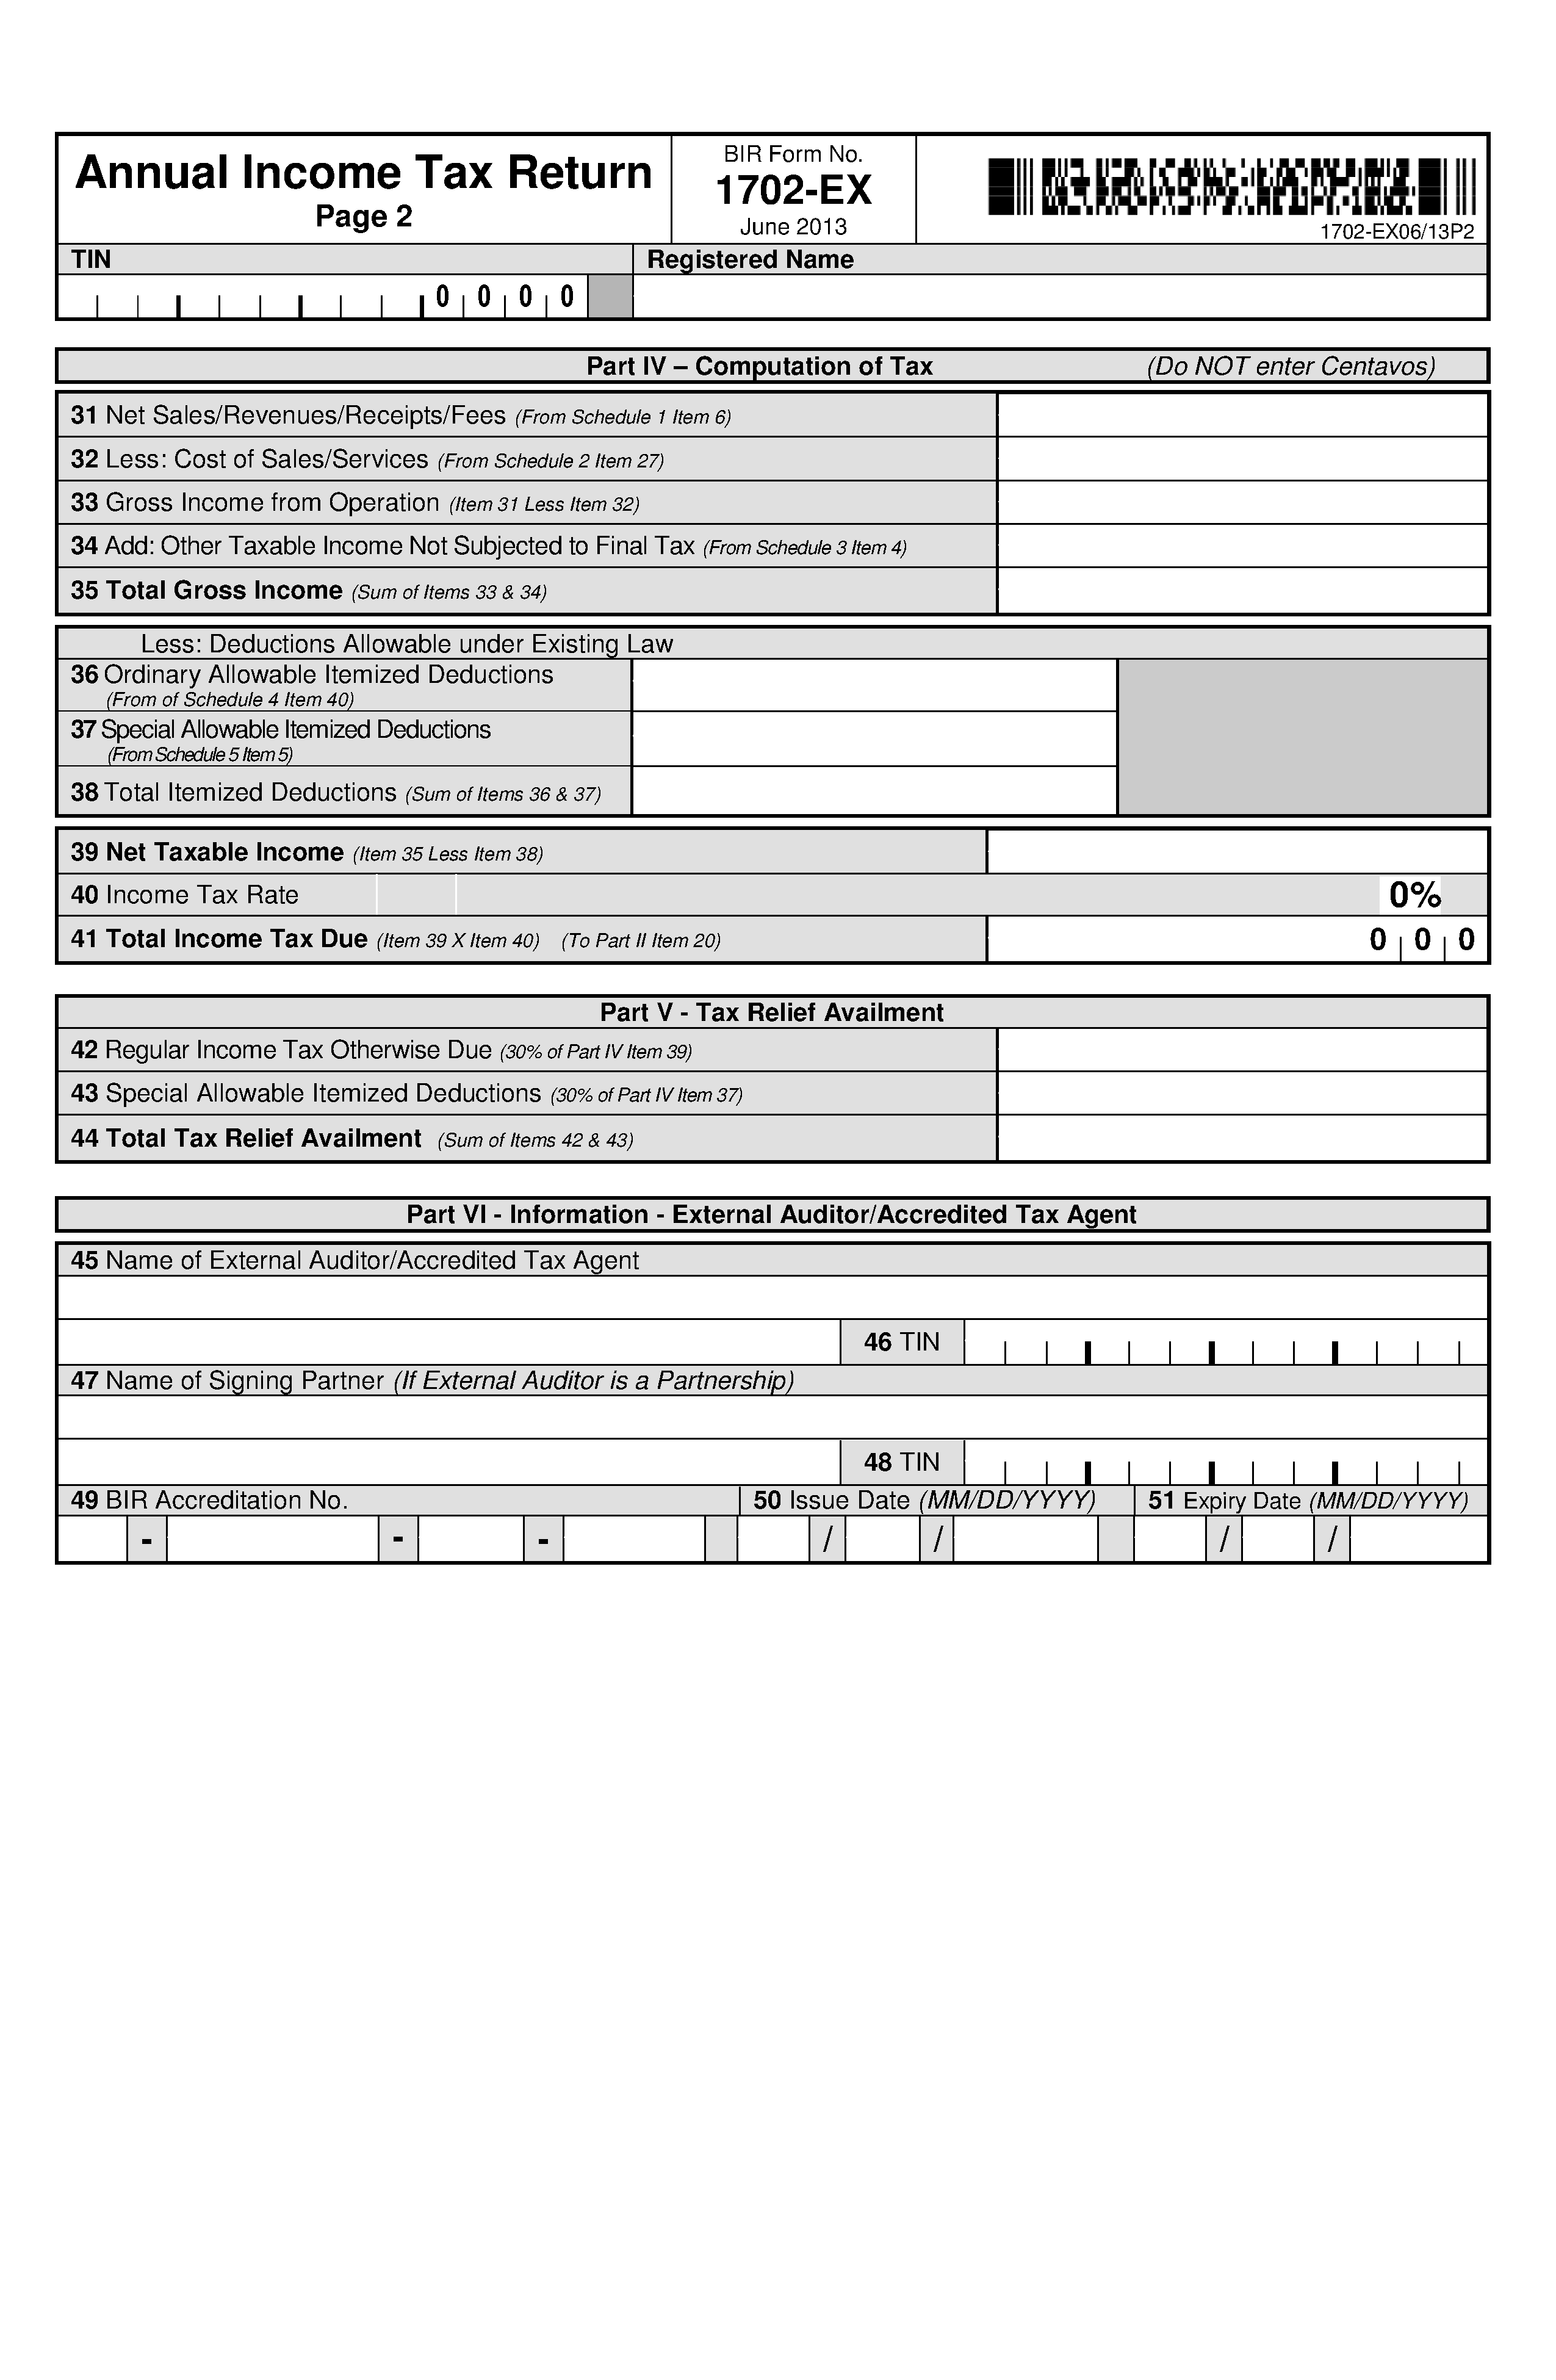 Annual Income Tax Return
Page 2
BIR Form No.
1702-EX
June 2013
1702-EX06/13P2
TIN
Registered Name
0 0 0 0
Part IV – Computation of Tax (Do NOT enter Centavos)
31 Net Sales/Revenues/Receipts/Fees (From Schedule 1 Item 6)
32 Less: Cost of Sales/Services (From Schedule 2 Item 27)
33 Gross Income from Operation (Item 31 Less Item 32)
34 Add: Other Taxable Income Not Subjected to Final Tax (From Schedule 3 Item 4)
35 Total Gross Income (Sum of Items 33 & 34)
Less: Deductions Allowable under Existing Law
36 Ordinary Allowable Itemized Deductions
(From of Schedule 4 Item 40)
37 Special Allowable Itemized Deductions
(From Schedule 5 Item 5)
38 Total Itemized Deductions (Sum of Items 36 & 37)
39 Net Taxable Income (Item 35 Less Item 38)
40 Income Tax Rate 0%
41 Total Income Tax Due (Item 39 X Item 40) (To Part II Item 20) 0 0 0
Part V - Tax Relief Availment
42 Regular Income Tax Otherwise Due (30% of Part IV Item 39)
43 Special Allowable Itemized Deductions (30% of Part IV Item 37)
44 Total Tax Relief Availment (Sum of Items 42 & 43)
Part VI - Information - External Auditor/Accredited Tax Agent
45 Name of External Auditor/Accredited Tax Agent
46 TIN
47 Name of Signing Partner (If External Auditor is a Partnership)
48 TIN
49 BIR Accreditation No. 50 Issue Date (MM/DD/YYYY) 51 Expiry Date (MM/DD/YYYY)
- - - / / / /